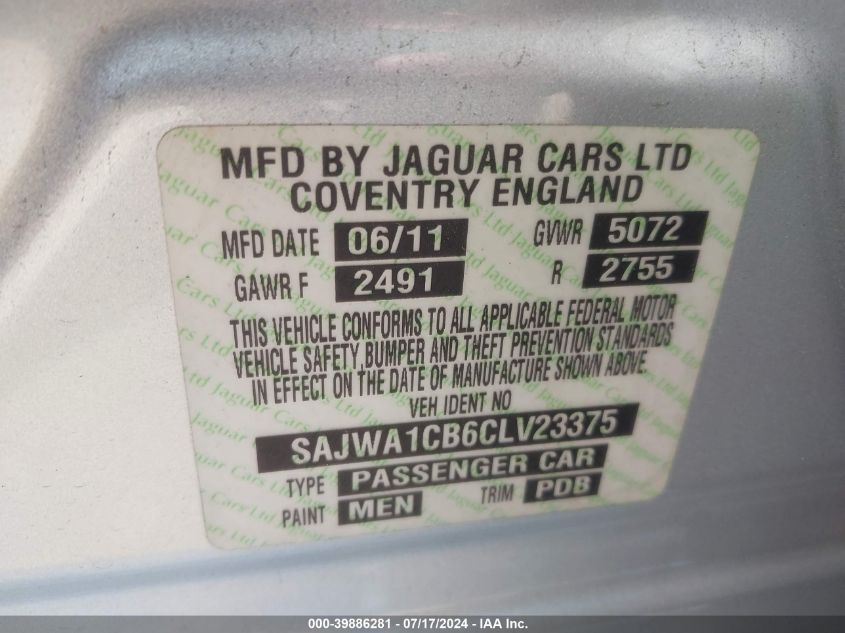 MFD BY JAGUAR CARS LTD
COVENTRY ENGLAND
MFD DATE 06/11 GVWR 5072
GAWR F 2491 R 2755
THIS VEHICLE CONFORMS TO ALL APPLICABLE FEDERAL MOTOR
VEHICLE SAFETY, BUMPER AND THEFT PREVENTION STANDARDS
IN EFFECT ON THE DATE OF MANUFACTURE SHOWN ABOVE.
VEH IDENT NO
SAJWA1CB6CLV23375
TYPE PASSENGER CAR
PAINT MEN TRIM PDB
000-39886281 - 07/17/2024 - IAA Inc.